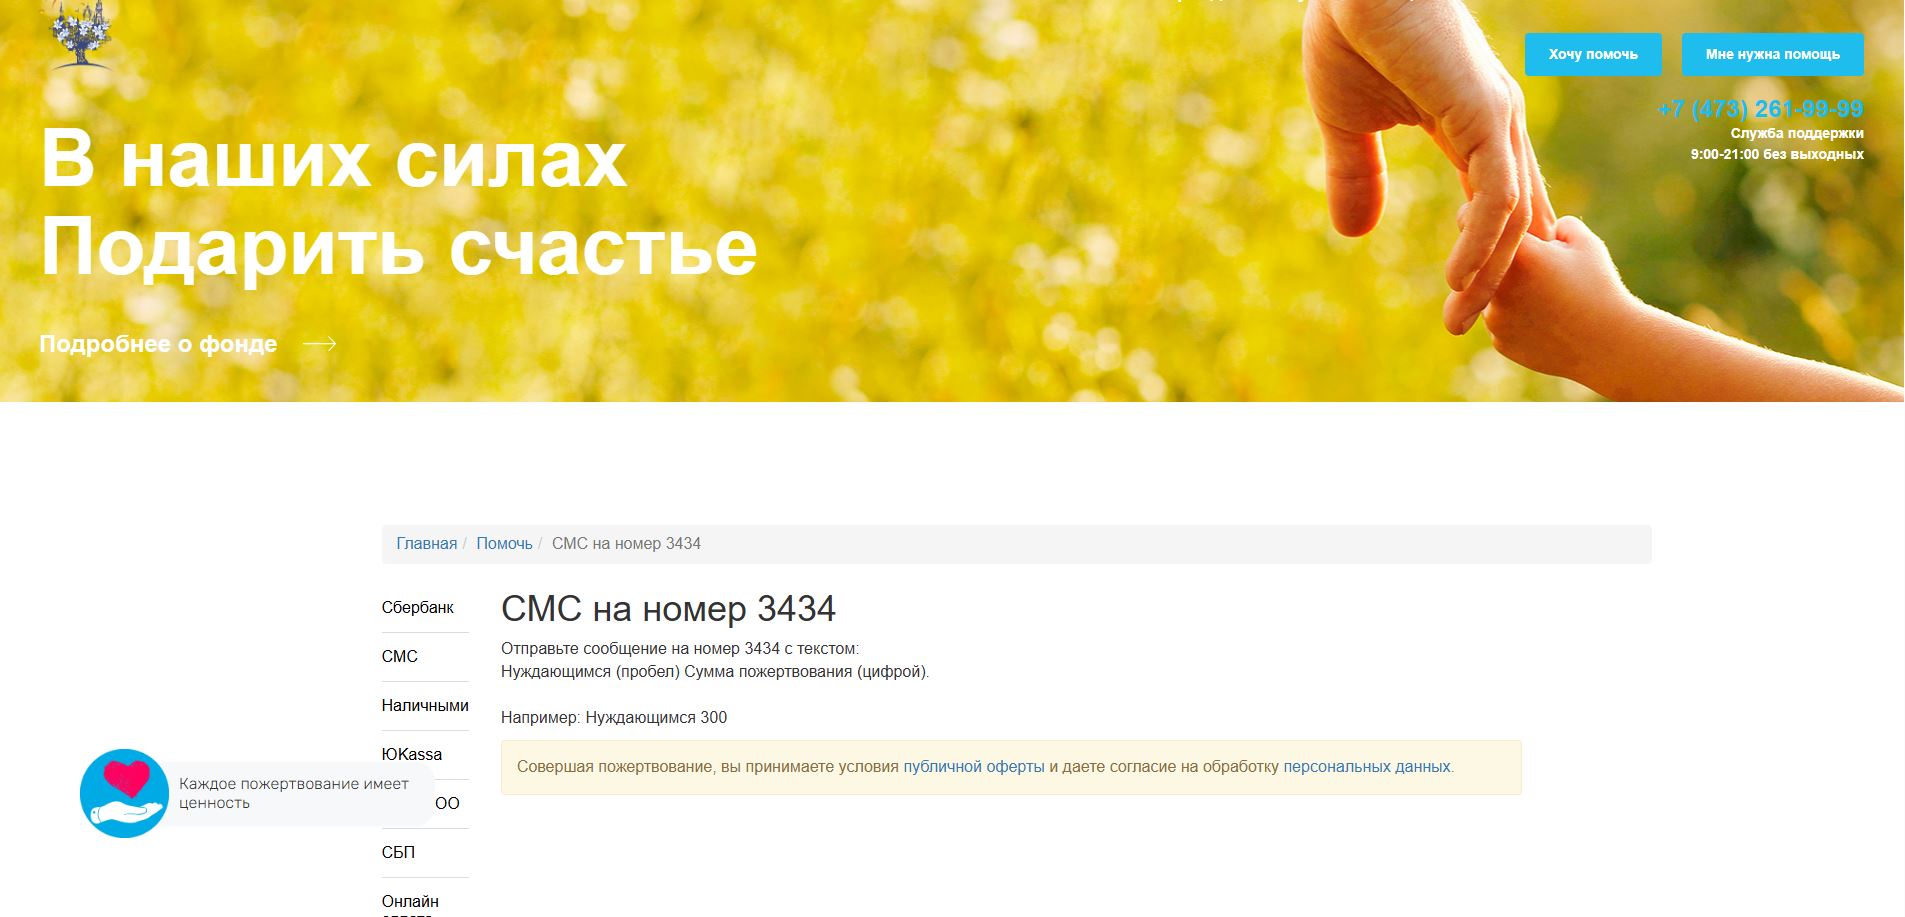 Хочу помочь
Мне нужна помощь
+7 (473) 261-99-99
Служба поддержки
9:00-21:00 без выходных
В наших силах
Подарить счастье
Подробнее о фонде
Главная / Помочь / СМС на номер 3434
Сбербанк
СМС
Наличными
ЮKassa
ОО
СБП
Онлайн
СМС на номер 3434
Отправьте сообщение на номер 3434 с текстом:
Нуждающимся (пробел) Сумма пожертвования (цифрой).
Например: Нуждающимся 300
Совершая пожертвование, вы принимаете условия публичной оферты и даете согласие на обработку персональных данных.
Каждое пожертвование имеет
ценность